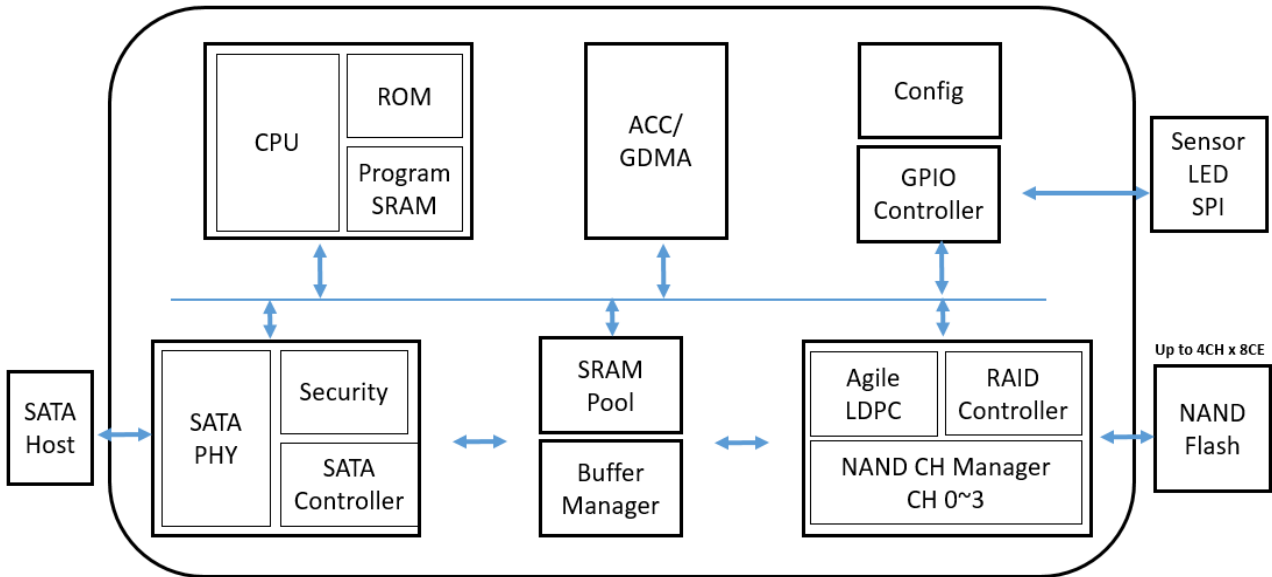 CPU
ROM
Program
SRAM
ACC/
GDMA
Config
GPIO
Controller
Sensor
LED
SPI
SATA
Host
SATA
PHY
Security
SATA
Controller
SRAM
Pool
Buffer
Manager
Agile
LDPC
RAID
Controller
NAND CH Manager
CH 0~3
Up to 4CH x 8CE
NAND
Flash